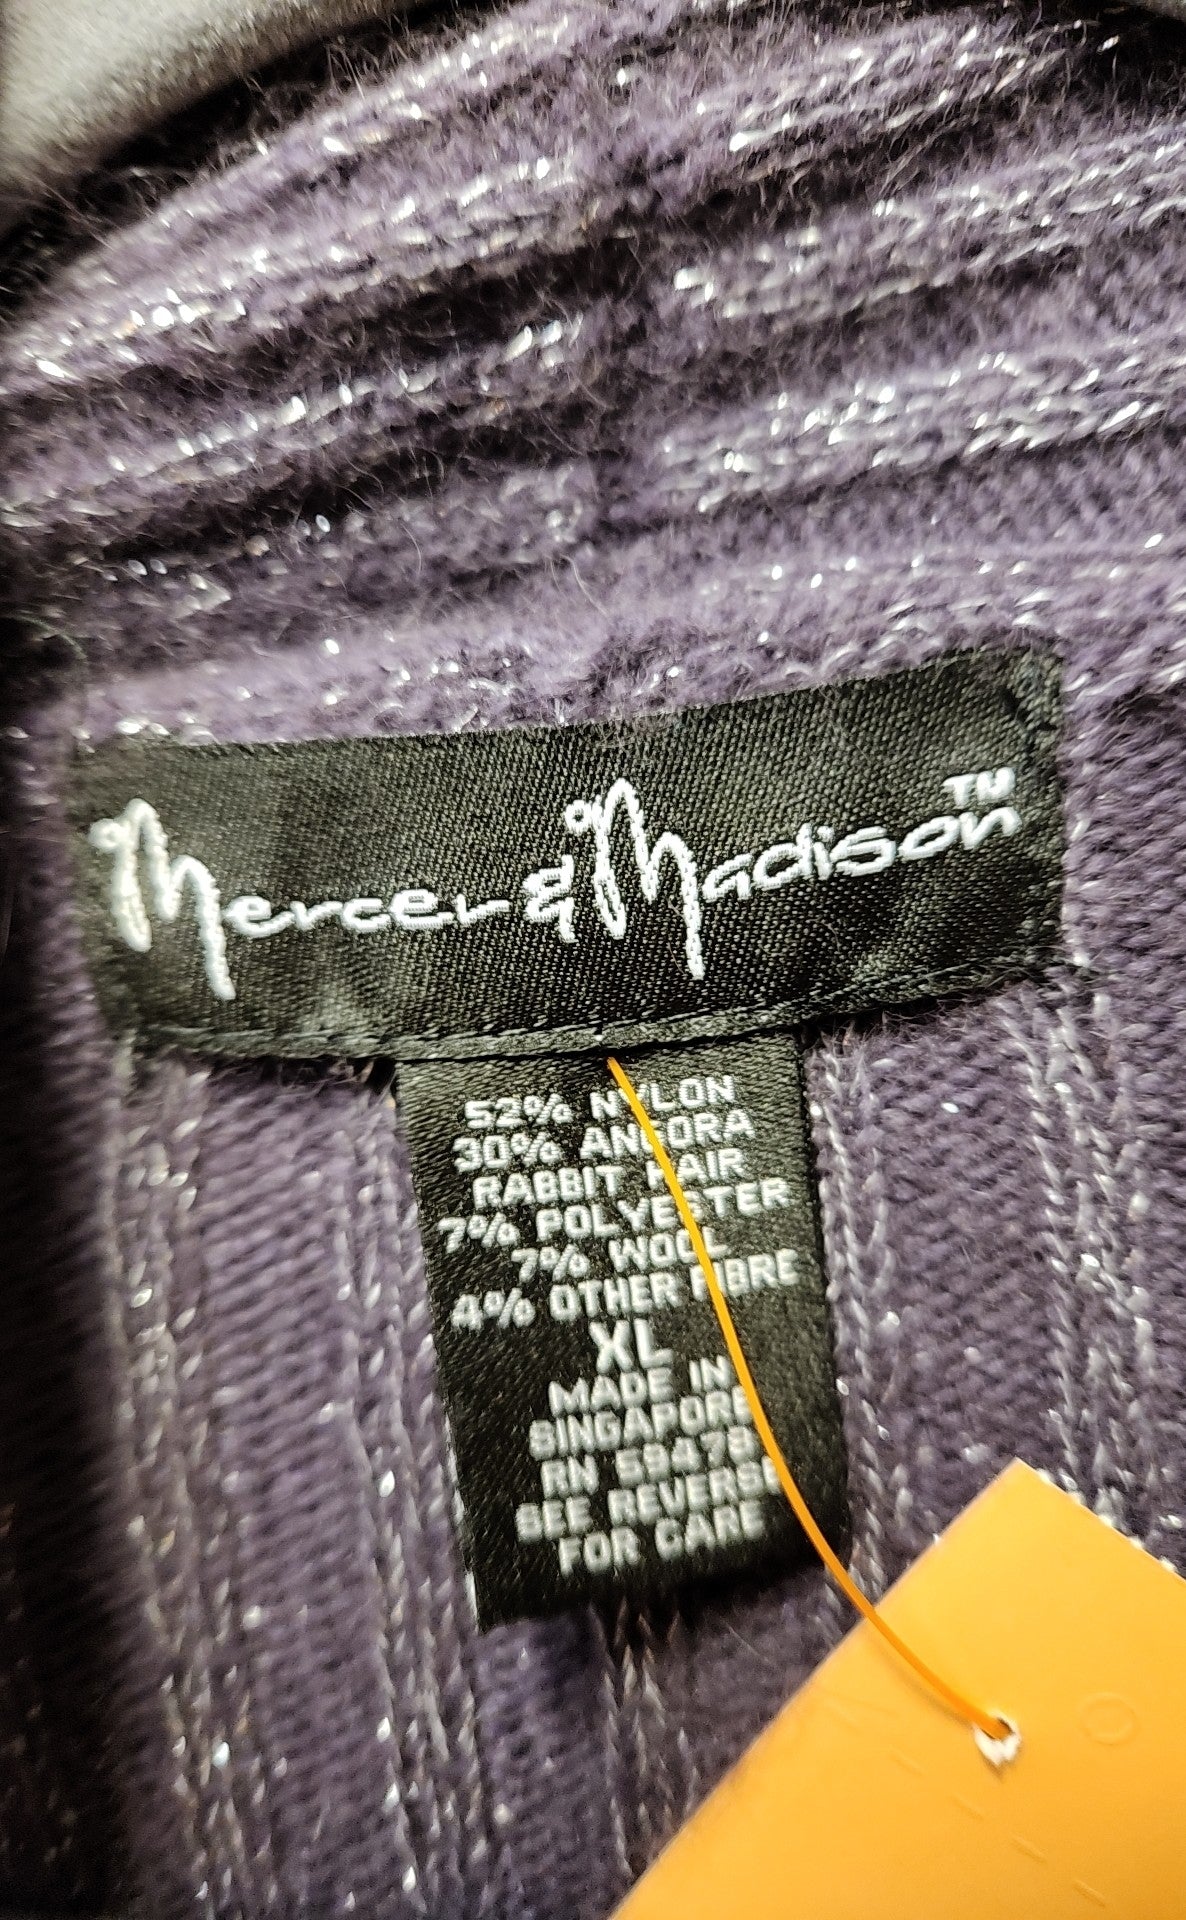 Mercer & Madison™
52% NYLON
30% ANGORA
RABBIT HAIR
7% POLYESTER
7% WOOL
4% OTHER FIBRE
XL
MADE IN
SINGAPORE
RN
SEE REVERSE
FOR CARE